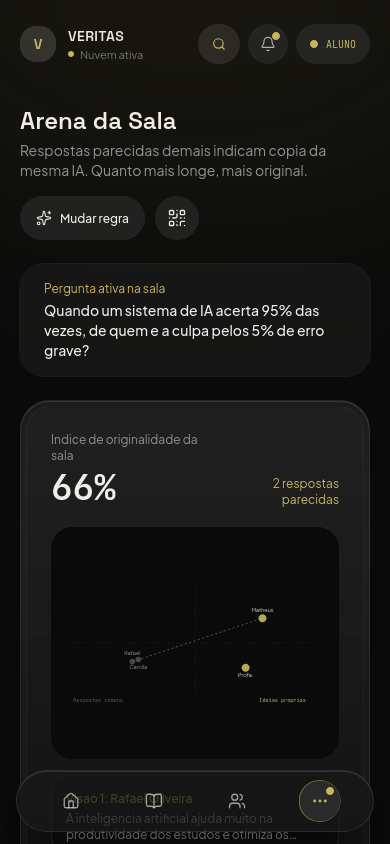 V
VERITAS
Nuvem ativa
ALUNO
Arena da Sala
Respostas parecidas demais indicam copia da
mesma IA. Quanto mais longe, mais original.
Mudar regra
Pergunta ativa na sala
Quando um sistema de IA acerta 95% das
vezes, de quem e a culpa pelos 5% de erro
grave?
Indice de originalidade da
sala
66%
2 respostas
parecidas
Matheus
Rafael
Camila
Profa.
Respostas comuns
Ideias proprias
1: Rafael Oliveira
A inteligencia artificial ajuda muito na
produtividade dos estudos e otimiza os...